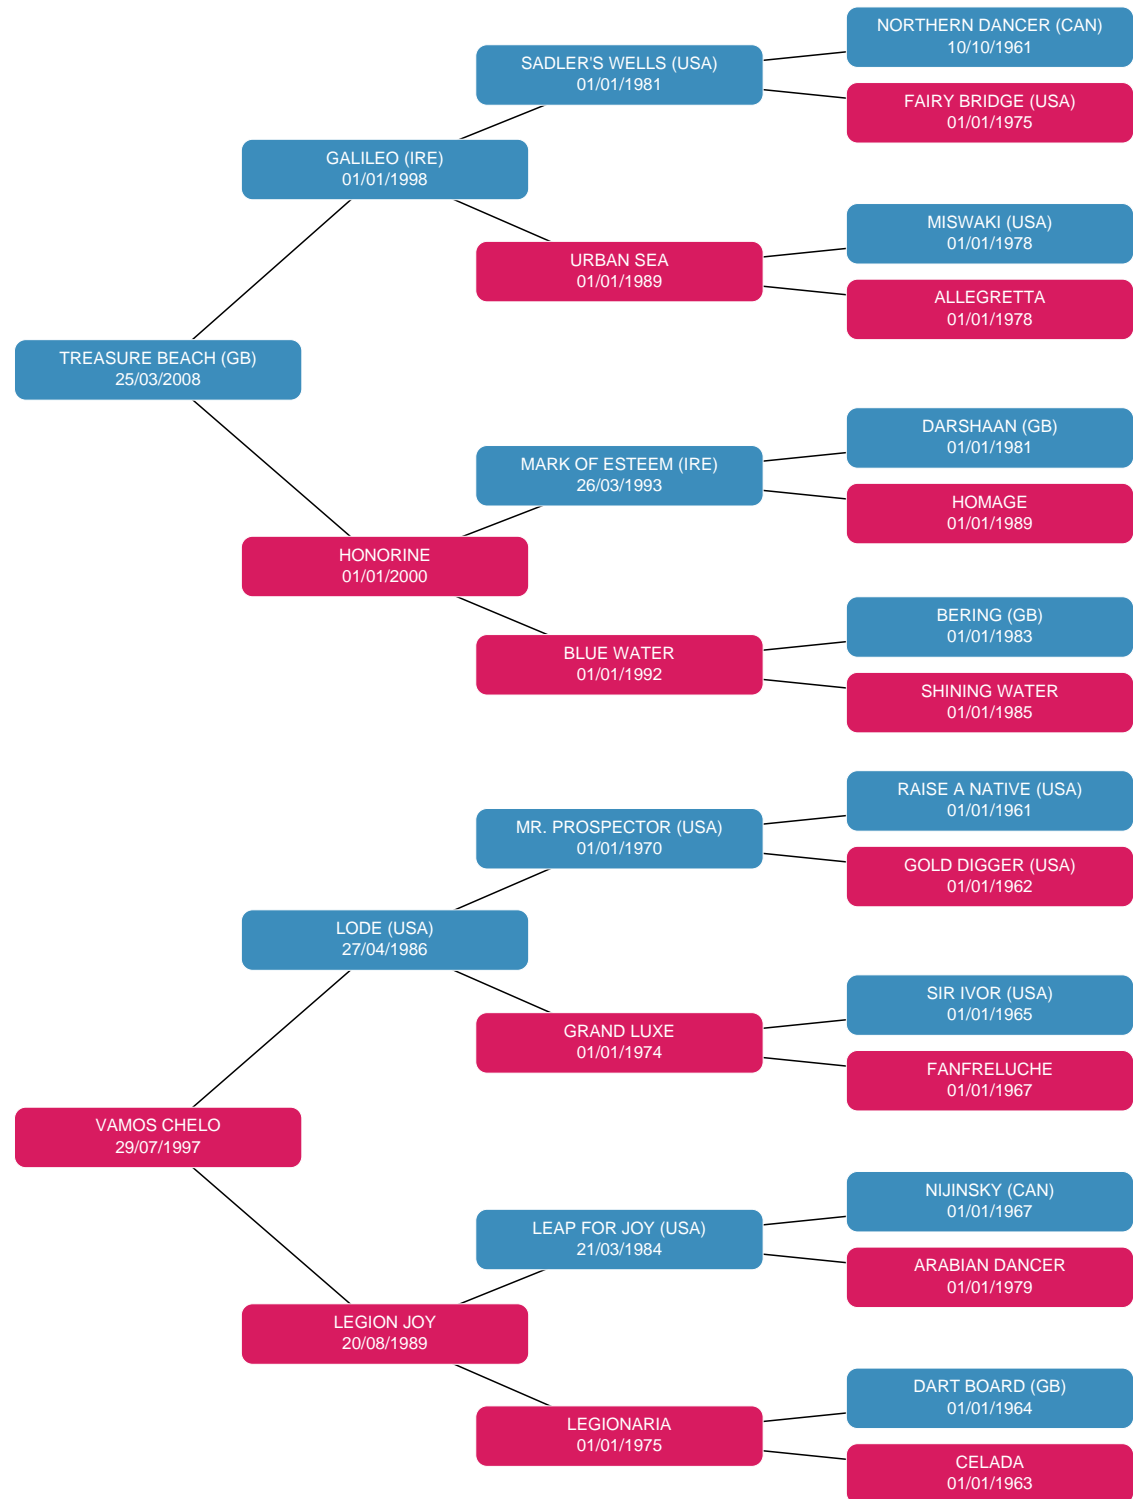 NORTHERN DANCER (CAN)
10/10/1961
SADLER'S WELLS (USA)
01/01/1981
FAIRY BRIDGE (USA)
01/01/1975
GALILEO (IRE)
01/01/1998
MISWAKI (USA)
01/01/1978
URBAN SEA
01/01/1989
ALLEGRETTA
01/01/1978
TREASURE BEACH (GB)
25/03/2008
DARSHAAN (GB)
01/01/1981
MARK OF ESTEEM (IRE)
26/03/1993
HOMAGE
01/01/1989
HONORINE
01/01/2000
BERING (GB)
01/01/1983
BLUE WATER
01/01/1992
SHINING WATER
01/01/1985
RAISE A NATIVE (USA)
01/01/1961
MR. PROSPECTOR (USA)
01/01/1970
GOLD DIGGER (USA)
01/01/1962
LODE (USA)
27/04/1986
SIR IVOR (USA)
01/01/1965
GRAND LUXE
01/01/1974
FANFRELUCHE
01/01/1967
VAMOS CHELO
29/07/1997
NIJINSKY (CAN)
01/01/1967
LEAP FOR JOY (USA)
21/03/1984
ARABIAN DANCER
01/01/1979
LEGION JOY
20/08/1989
DART BOARD (GB)
01/01/1964
LEGIONARIA
01/01/1975
CELADA
01/01/1963